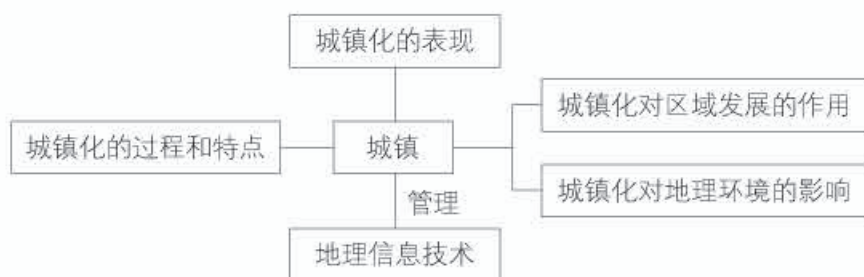 城镇化的表现
城镇化对区域发展的作用
城镇化的过程和特点
城镇
城镇化对地理环境的影响
管理
地理信息技术